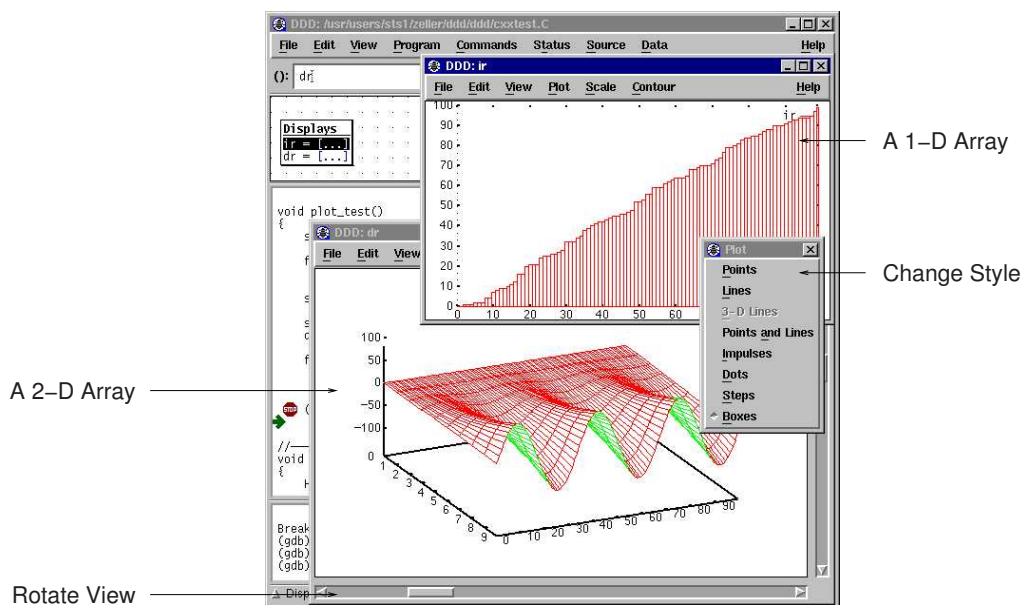 DDD: /usr/users/sts1/zeller/ddd/ddd/cxxtest.C
File Edit View Program Commands Status Source Data Help
(): dr
DDD: ir
File Edit View Plot Scale Contour Help
Displays
ir = [...]
dr = [...]
100
90
80
70
60
50
40
30
20
10
0
0 10 20 30 40 50 60
ir
A 1−D Array
void plot_test()
{
DDD: dr
File Edit View
Plot
Points
Lines
3-D Lines
Points and Lines
Impulses
Dots
Steps
Boxes
Change Style
100
50
0
−50
−100
0
1 2 3 4 5 6 7 8 9
0 10 20 30 40 50 60 70 80 90
A 2−D Array
STOP
(
//—
void
{
H
Break
(gdb)
(gdb)
(gdb)
Disp
Rotate View